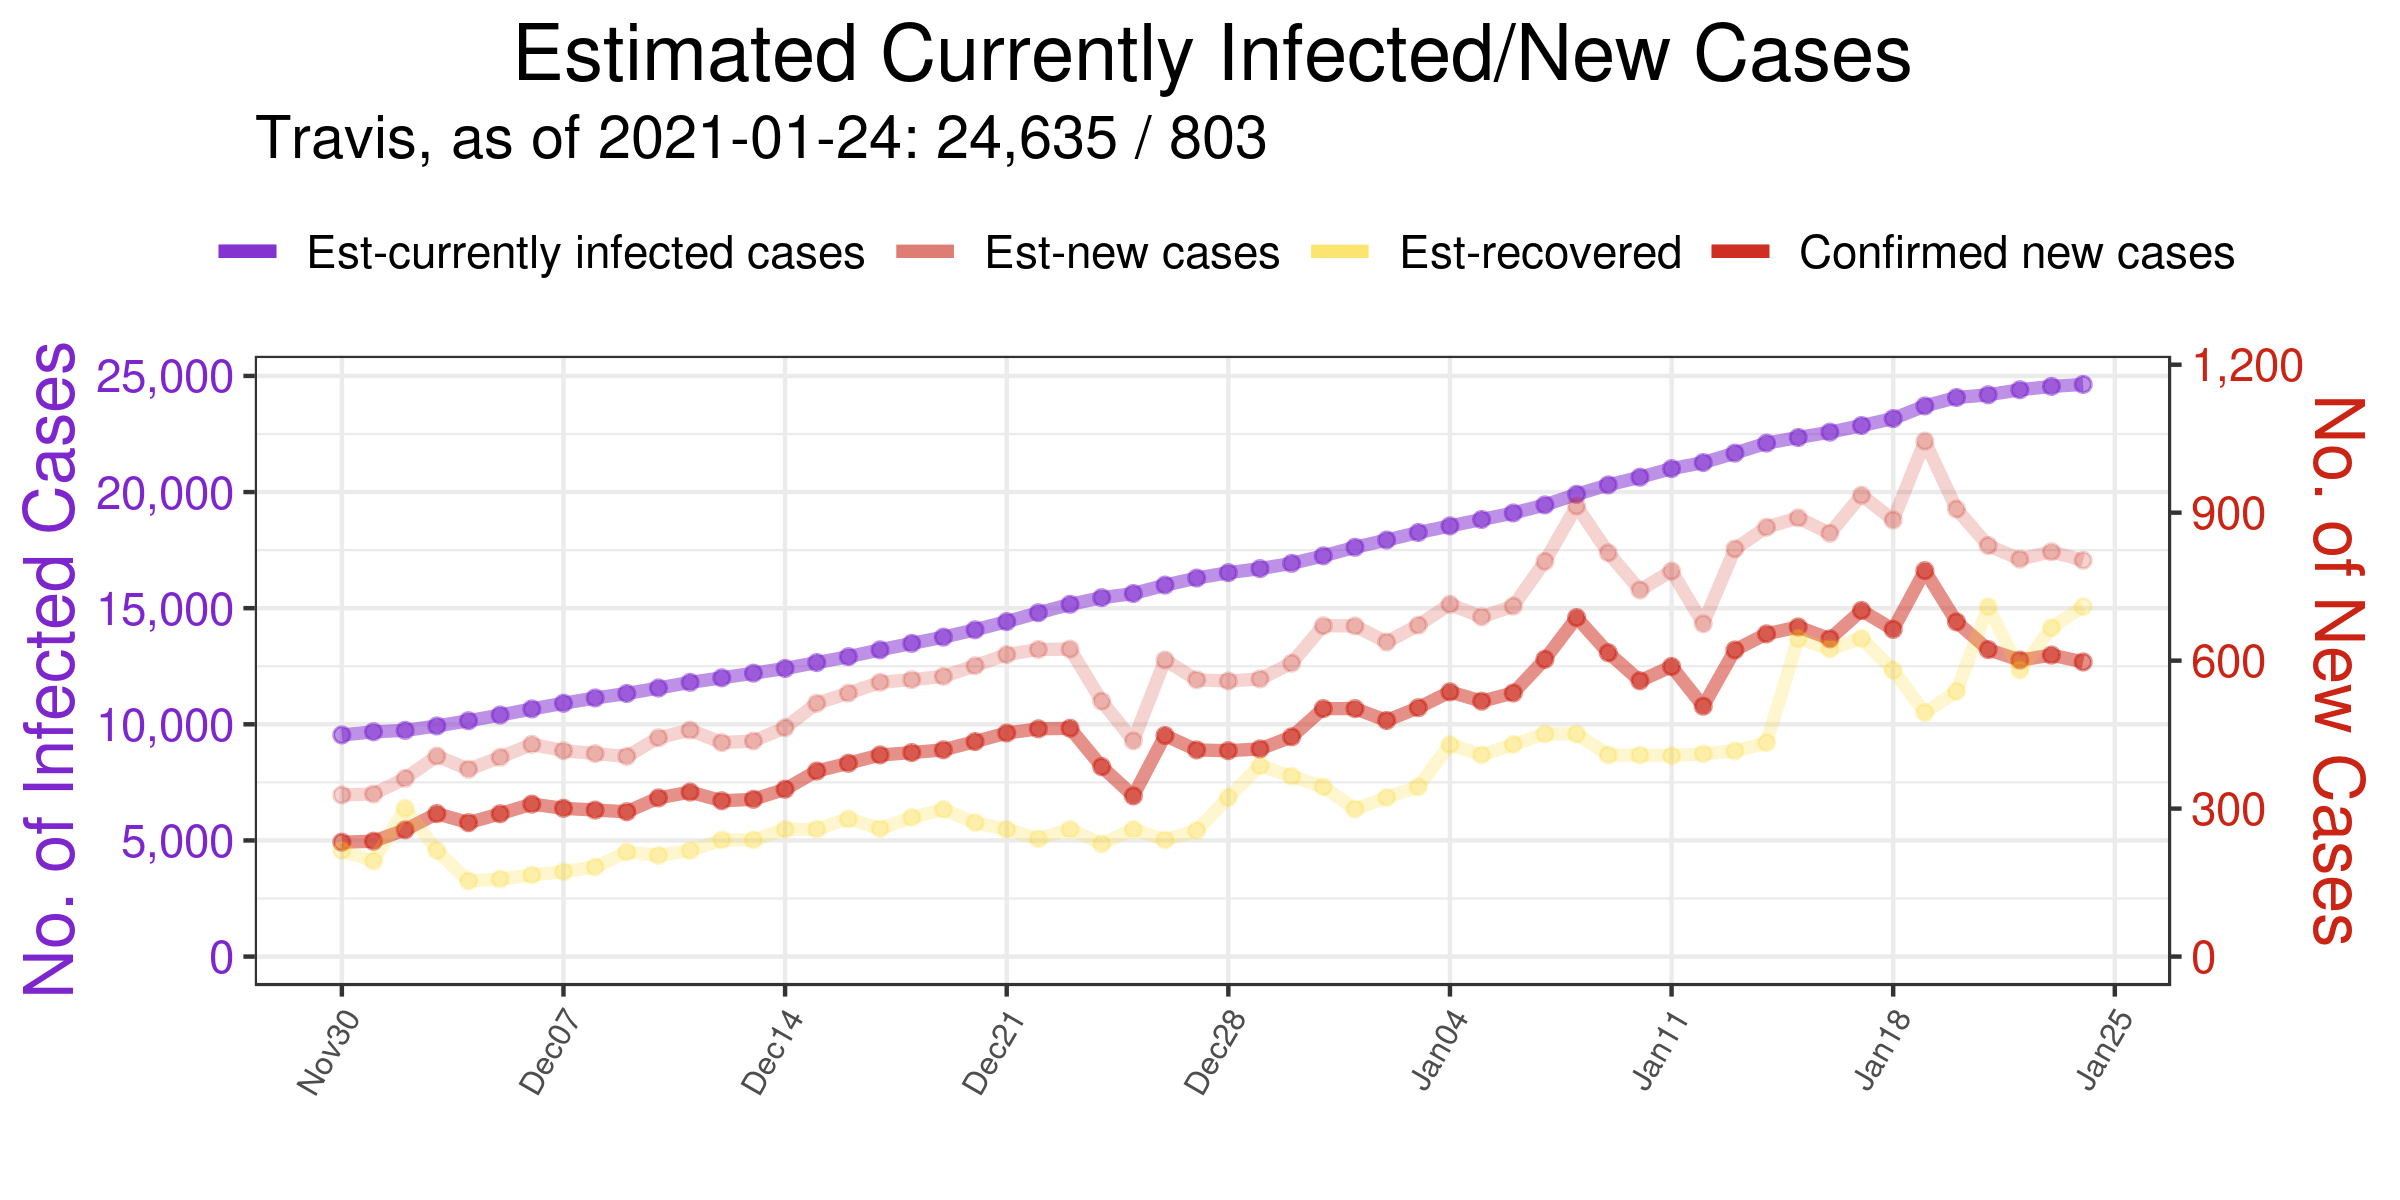 Estimated Currently Infected/New Cases
Travis, as of 2021-01-24: 24,635 / 803
Est-currently infected cases Est-new cases Est-recovered Confirmed new cases
No. of Infected Cases
25,000
20,000
15,000
10,000
5,000
0
1,200
900
600
300
0
No. of New Cases
Nov30 Dec07 Dec14 Dec21 Dec28 Jan04 Jan11 Jan18 Jan25